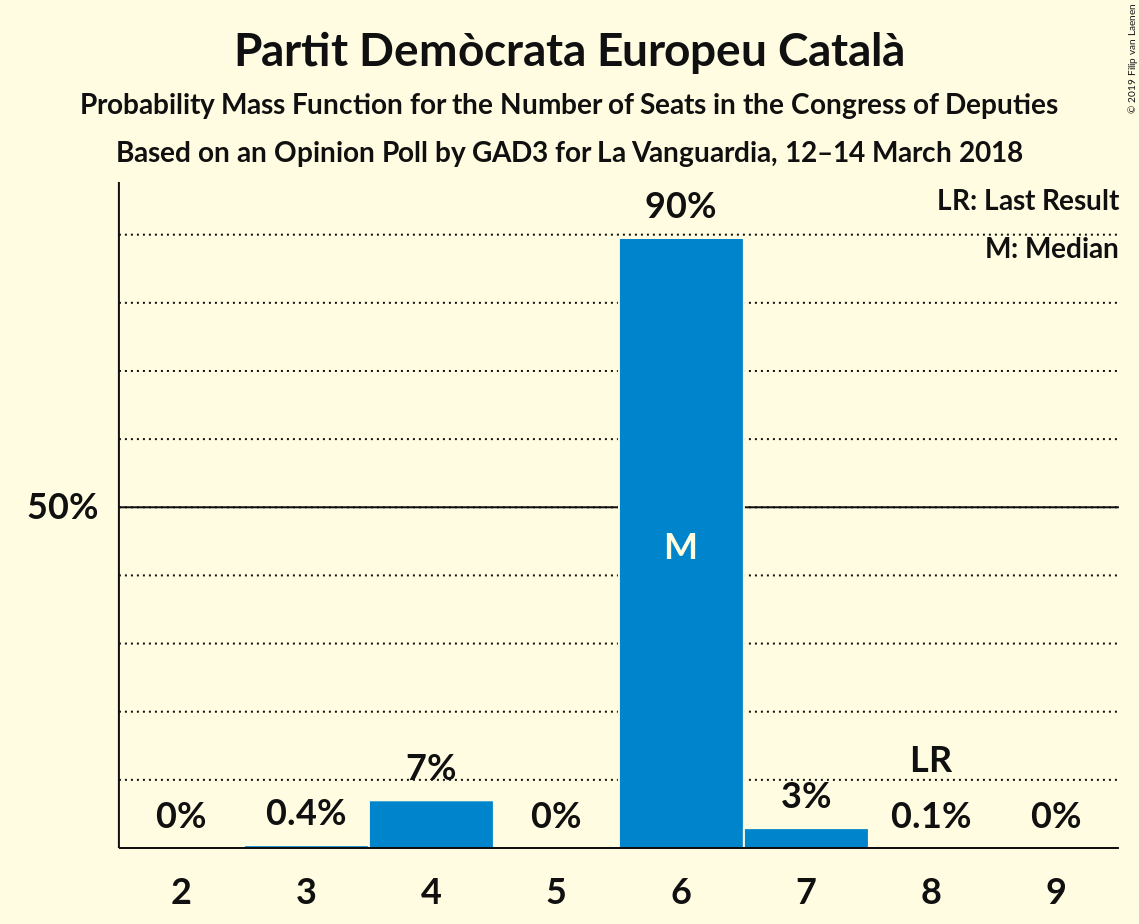 Partit Demòcrata Europeu Català
Probability Mass Function for the Number of Seats in the Congress of Deputies
Based on an Opinion Poll by GAD3 for La Vanguardia, 12–14 March 2018
© 2019 Filip van Laenen
LR: Last Result
M: Median
90%
50%
M
7%
LR
0%
0.4%
0%
3%
0.1%
0%
2
3
4
5
6
7
8
9